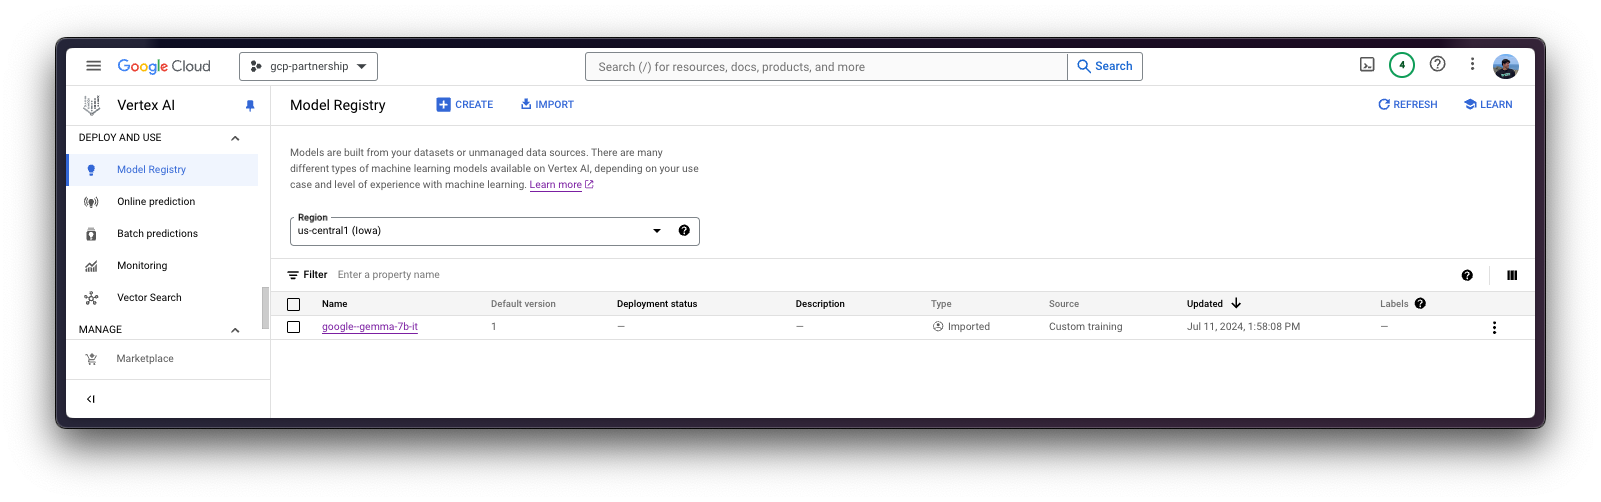 Google Cloud
gcp-partnership
Search (/) for resources, docs, products, and more
Search
4
Vertex AI
Model Registry
CREATE
IMPORT
REFRESH
LEARN
DEPLOY AND USE
Model Registry
Online prediction
Batch predictions
Monitoring
Vector Search
MANAGE
Marketplace
Models are built from your datasets or unmanaged data sources. There are many
different types of machine learning models available on Vertex AI, depending on your use
case and level of experience with machine learning. Learn more
Region
us-central1 (Iowa)
Filter Enter a property name
Name Default version Deployment status Description Type Source Updated Labels
google--gemma-7b-it 1 — — Imported Custom training Jul 11, 2024, 1:58:08 PM —